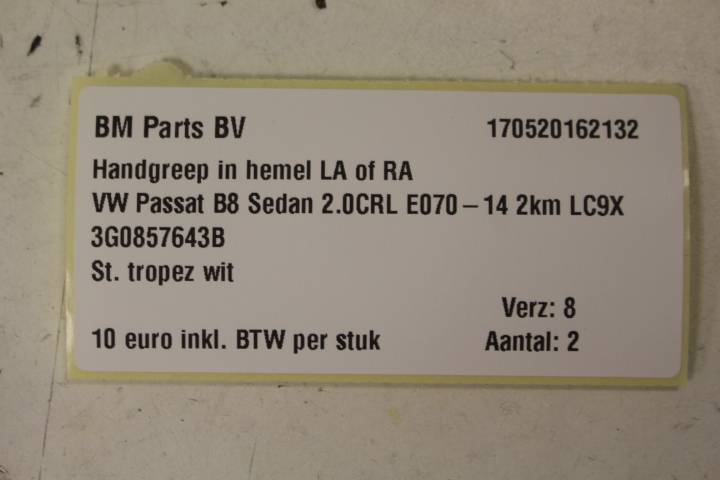 BM Parts BV 170520162132
Handgreep in hemel LA of RA
VW Passat B8 Sedan 2.0CRL E070-14 2km LC9X
3G0857643B
St. tropez wit
Verz: 8
10 euro inkl. BTW per stuk Aantal: 2